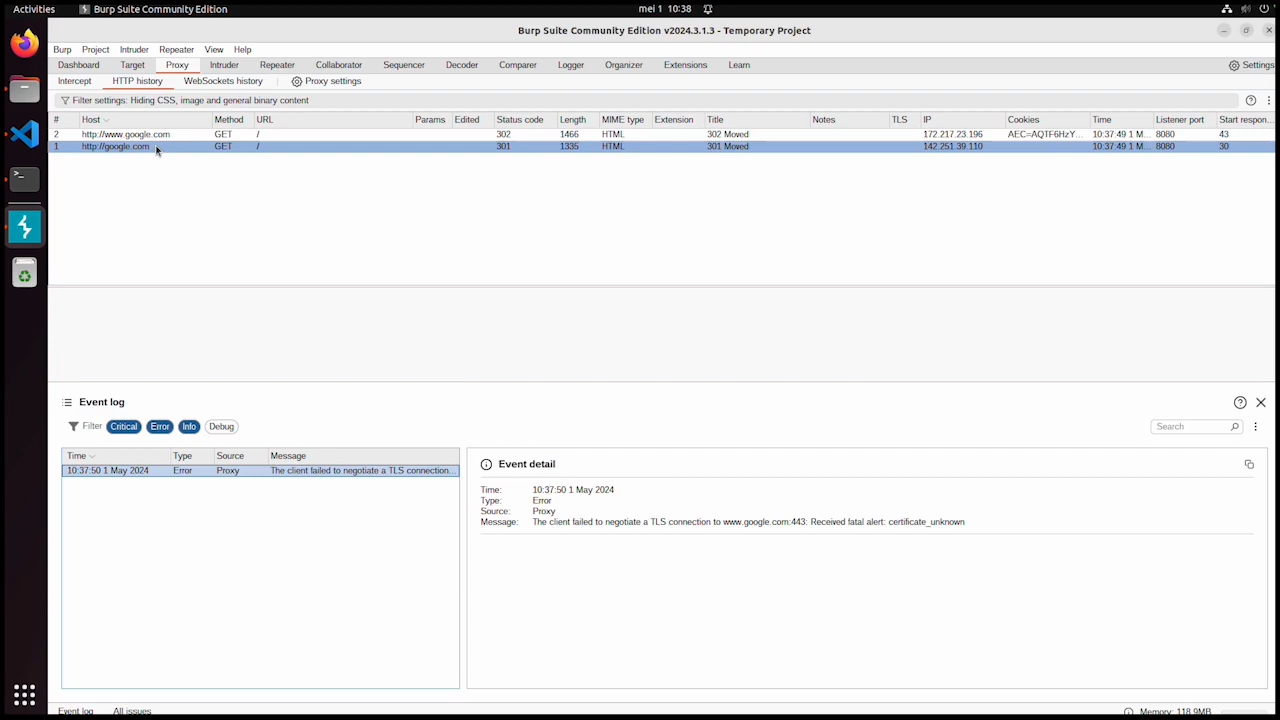 Activities Burp Suite Community Edition mei 1 10:38
Burp Suite Community Edition v2024.3.1.3 - Temporary Project
Burp Project Intruder Repeater View Help
Dashboard Target Proxy Intruder Repeater Collaborator Sequencer Decoder Comparer Logger Organizer Extensions Learn Settings
Intercept HTTP history WebSockets history Proxy settings
Filter settings: Hiding CSS, image and general binary content
# Host Method URL Params Edited Status code Length MIME type Extension Title Notes TLS IP Cookies Time Listener port Start respon...
2 http://www.google.com GET / 302 1466 HTML 302 Moved 172.217.23.196 AEC=AQTF6HzY... 10:37:49 1 M... 8080 43
1 http://google.com GET / 301 1335 HTML 301 Moved 142.251.39.110 10:37:49 1 M... 8080 30
Event log
Filter Critical Error Info Debug Search
Time Type Source Message
10:37:50 1 May 2024 Error Proxy The client failed to negotiate a TLS connection...
Event detail
Time: 10:37:50 1 May 2024
Type: Error
Source: Proxy
Message: The client failed to negotiate a TLS connection to www.google.com:443: Received fatal alert: certificate_unknown
Event log All issues Memory: 118.9MB